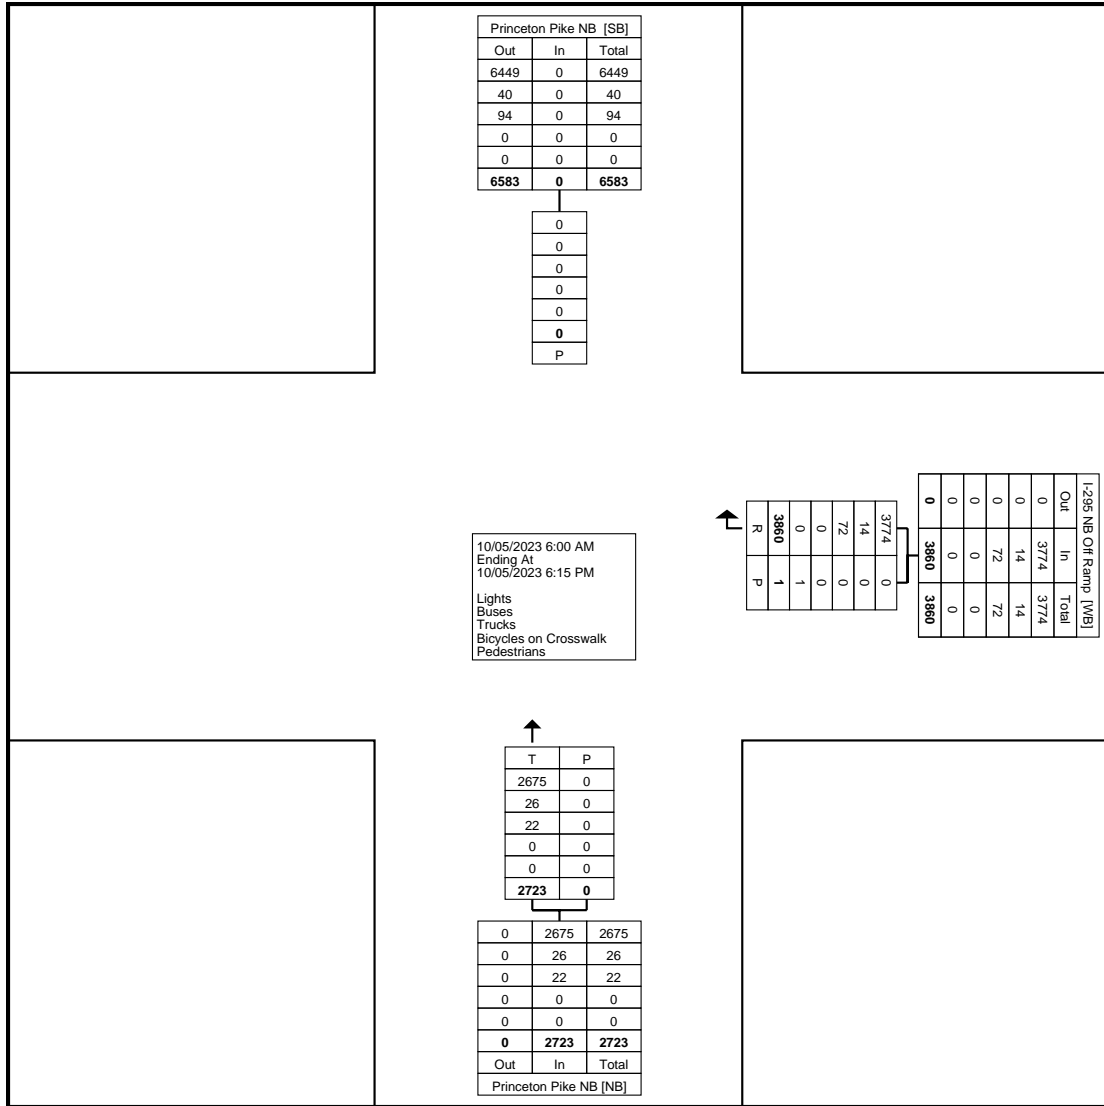 Princeton Pike NB [SB]
Out In Total
6449 0 6449
40 0 40
94 0 94
0 0 0
0 0 0
6583 0 6583
0
0
0
0
0
0
P
I-295 NB Off Ramp [WB]
Out In Total
0 3774 3774
0 14 14
0 72 72
0 0 0
0 0 0
0 3860 3860
3774 0
14 0
72 0
0 0
0 1
3860 1
R P
10/05/2023 6:00 AM
Ending At
10/05/2023 6:15 PM
Lights
Buses
Trucks
Bicycles on Crosswalk
Pedestrians
T P
2675 0
26 0
22 0
0 0
0 0
2723 0
0 2675 2675
0 26 26
0 22 22
0 0 0
0 0 0
0 2723 2723
Out In Total
Princeton Pike NB [NB]